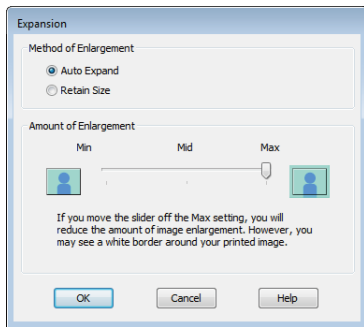 Expansion
Method of Enlargement
Auto Expand
Retain Size
Amount of Enlargement
Min Mid Max
If you move the slider off the Max setting, you will
reduce the amount of image enlargement. However, you
may see a white border around your printed image.
OK Cancel Help